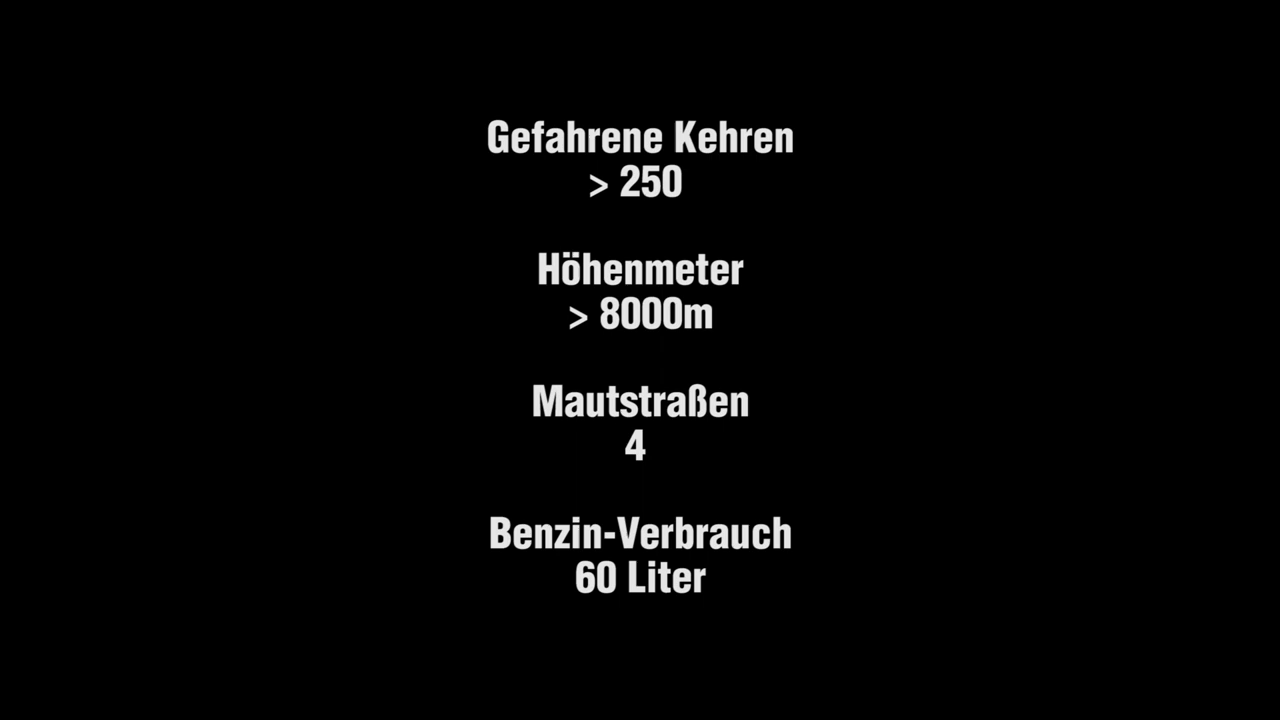 Gefahrene Kehren
> 250
Höhenmeter
> 8000m
Mautstraßen
4
Benzin-Verbrauch
60 Liter